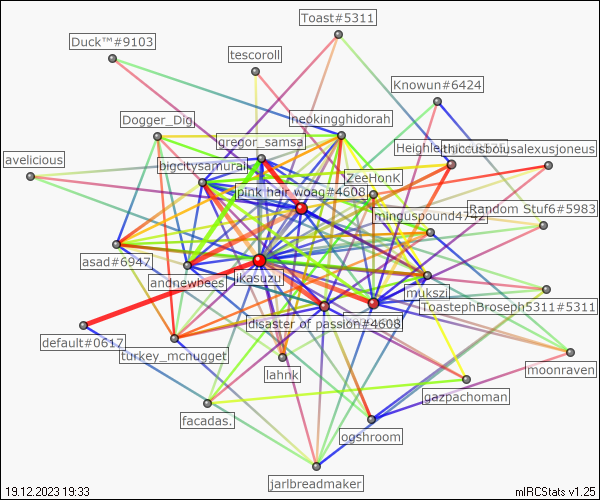 Toast#5311
Duck™#9103
tescoroll
Knowun#6424
Dogger_Dig
neokingghidorah
gregor_samsa
ethiccusbousalexusjoneus
avelicious
bigcitysamurai
ZeeHonK
pink hair woag#4608
Random Stuf6#5983
minguspound4742
asad#6947
andnewbees
ikasuzu
mukszi
ToastephBroseph5311#5311
disaster of passion#4608
default#0617
turkey_mcnugget
lahnk
moonraven
gazpachoman
facadas.
ogshroom
jarlbreadmaker
19.12.2023 19:33
mIRCStats v1.25